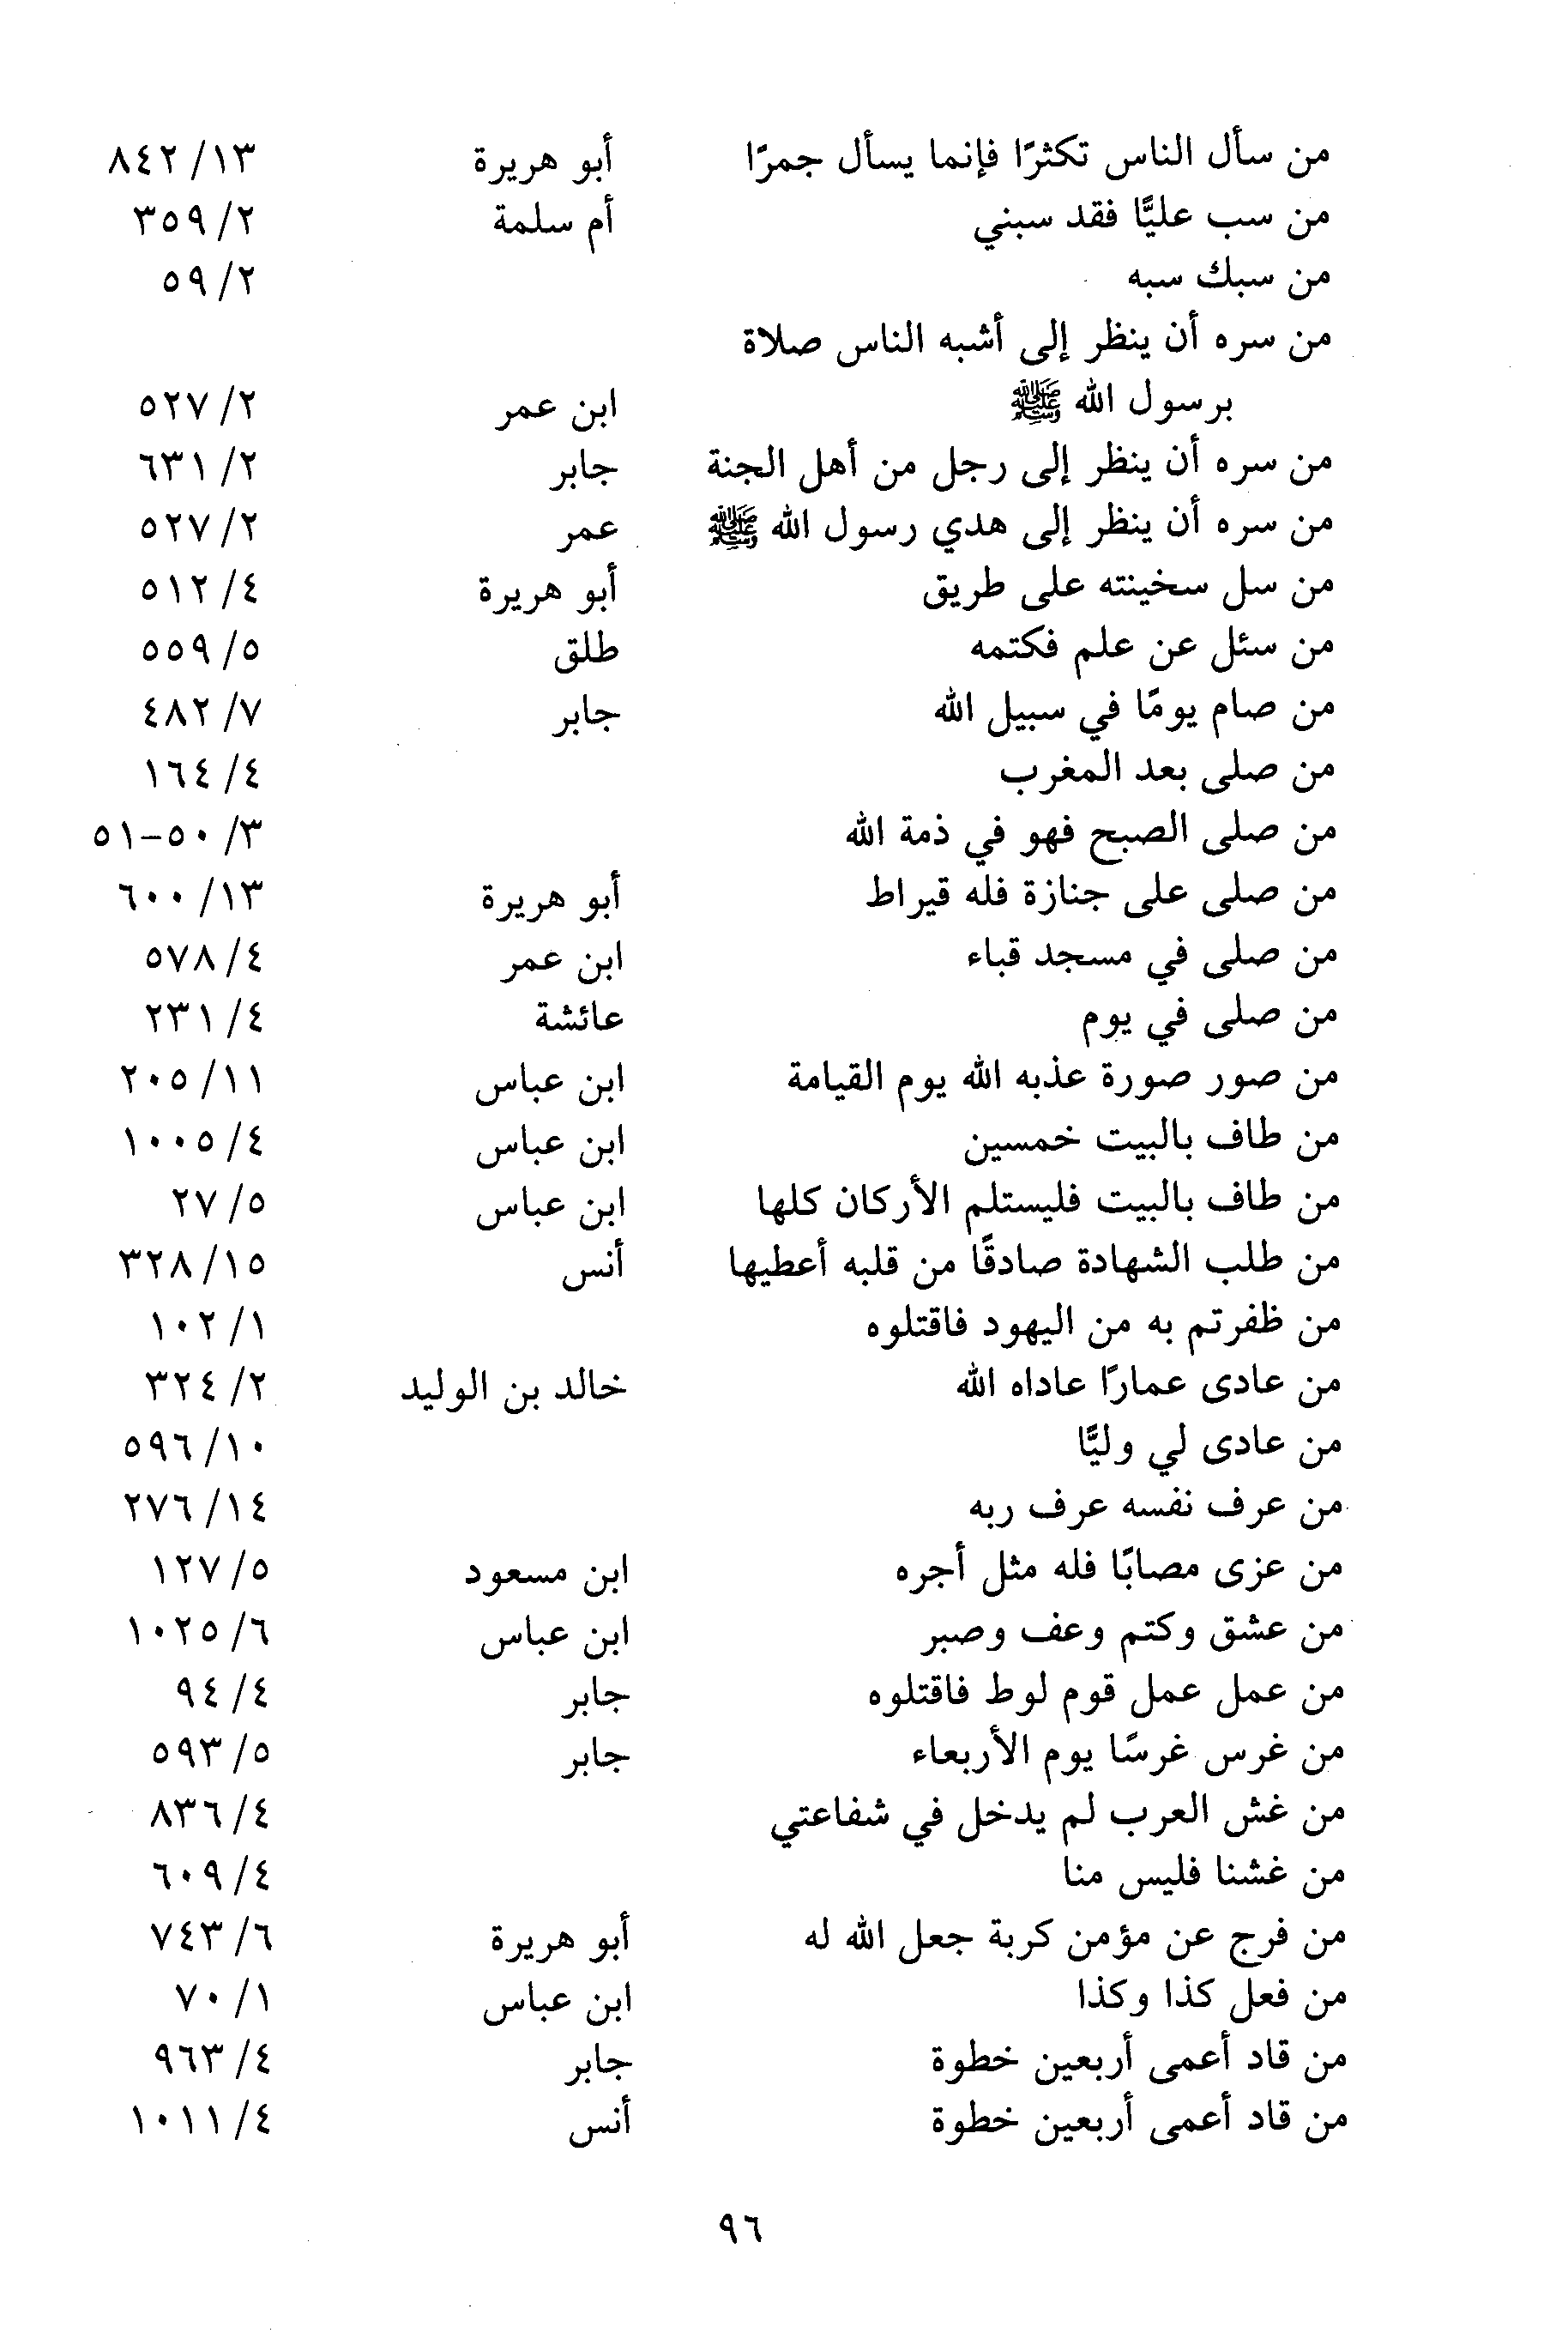 من سأل الناس تكثرًا فإنما يسأل جمرًا أبو هريرة ١٣/ ٨٤٢
من سب عليًّا فقد سبني أم سلمة ٢/ ٣٥٩
من سبك سبه ٢/ ٥٩
من سره أن ينظر إلى أشبه الناس صلاة
برسول الله ﷺ ابن عمر ٢/ ٥٢٧
من سره أن ينظر إلى رجل من أهل الجنة جابر ٢/ ٦٣١
من سره أن ينظر إلى هدي رسول الله ﷺ عمر ٢/ ٥٢٧
من سل سخينته على طريق أبو هريرة ٤/ ٥١٢
من سئل عن علم فكتمه طلق ٥/ ٥٥٩
من صام يومًا في سبيل الله جابر ٧/ ٤٨٢
من صلى بعد المغرب ٤/ ١٦٤
من صلى الصبح فهو في ذمة الله ٣/ ٥٠-٥١
من صلى على جنازة فله قيراط أبو هريرة ١٣/ ٦٠٠
من صلى في مسجد قباء ابن عمر ٤/ ٥٧٨
من صلى في يوم عائشة ٤/ ٢٣١
من صور صورة عذبه الله يوم القيامة ابن عباس ١١/ ٢٠٥
من طاف بالبيت خمسين ابن عباس ٤/ ١٠٠٥
من طاف بالبيت فليستلم الأركان كلها ابن عباس ٥/ ٢٧
من طلب الشهادة صادقًا من قلبه أعطيها أنس ١٥/ ٣٢٨
من ظفرتم به من اليهود فاقتلوه ١/ ١٠٢
من عادى عمارًا عاداه الله خالد بن الوليد ٢/ ٣٢٤
من عادى لي وليًّا ١٠/ ٥٩٦
من عرف نفسه عرف ربه ١٤/ ٢٧٦
من عزى مصابًا فله مثل أجره ابن مسعود ٥/ ١٢٧
من عشق وكتم وعف وصبر ابن عباس ٦/ ١٠٢٥
من عمل عمل قوم لوط فاقتلوه جابر ٤/ ٩٤
من غرس غرسًا يوم الأربعاء جابر ٥/ ٥٩٣
من غش العرب لم يدخل في شفاعتي ٤/ ٨٣٦
من غشنا فليس منا ٤/ ٦٠٩
من فرج عن مؤمن كربة جعل الله له أبو هريرة ٦/ ٧٤٣
من فعل كذا وكذا ابن عباس ١/ ٧٠
من قاد أعمى أربعين خطوة جابر ٤/ ٩٦٣
من قاد أعمى أربعين خطوة أنس ٤/ ١٠١١
٩٦